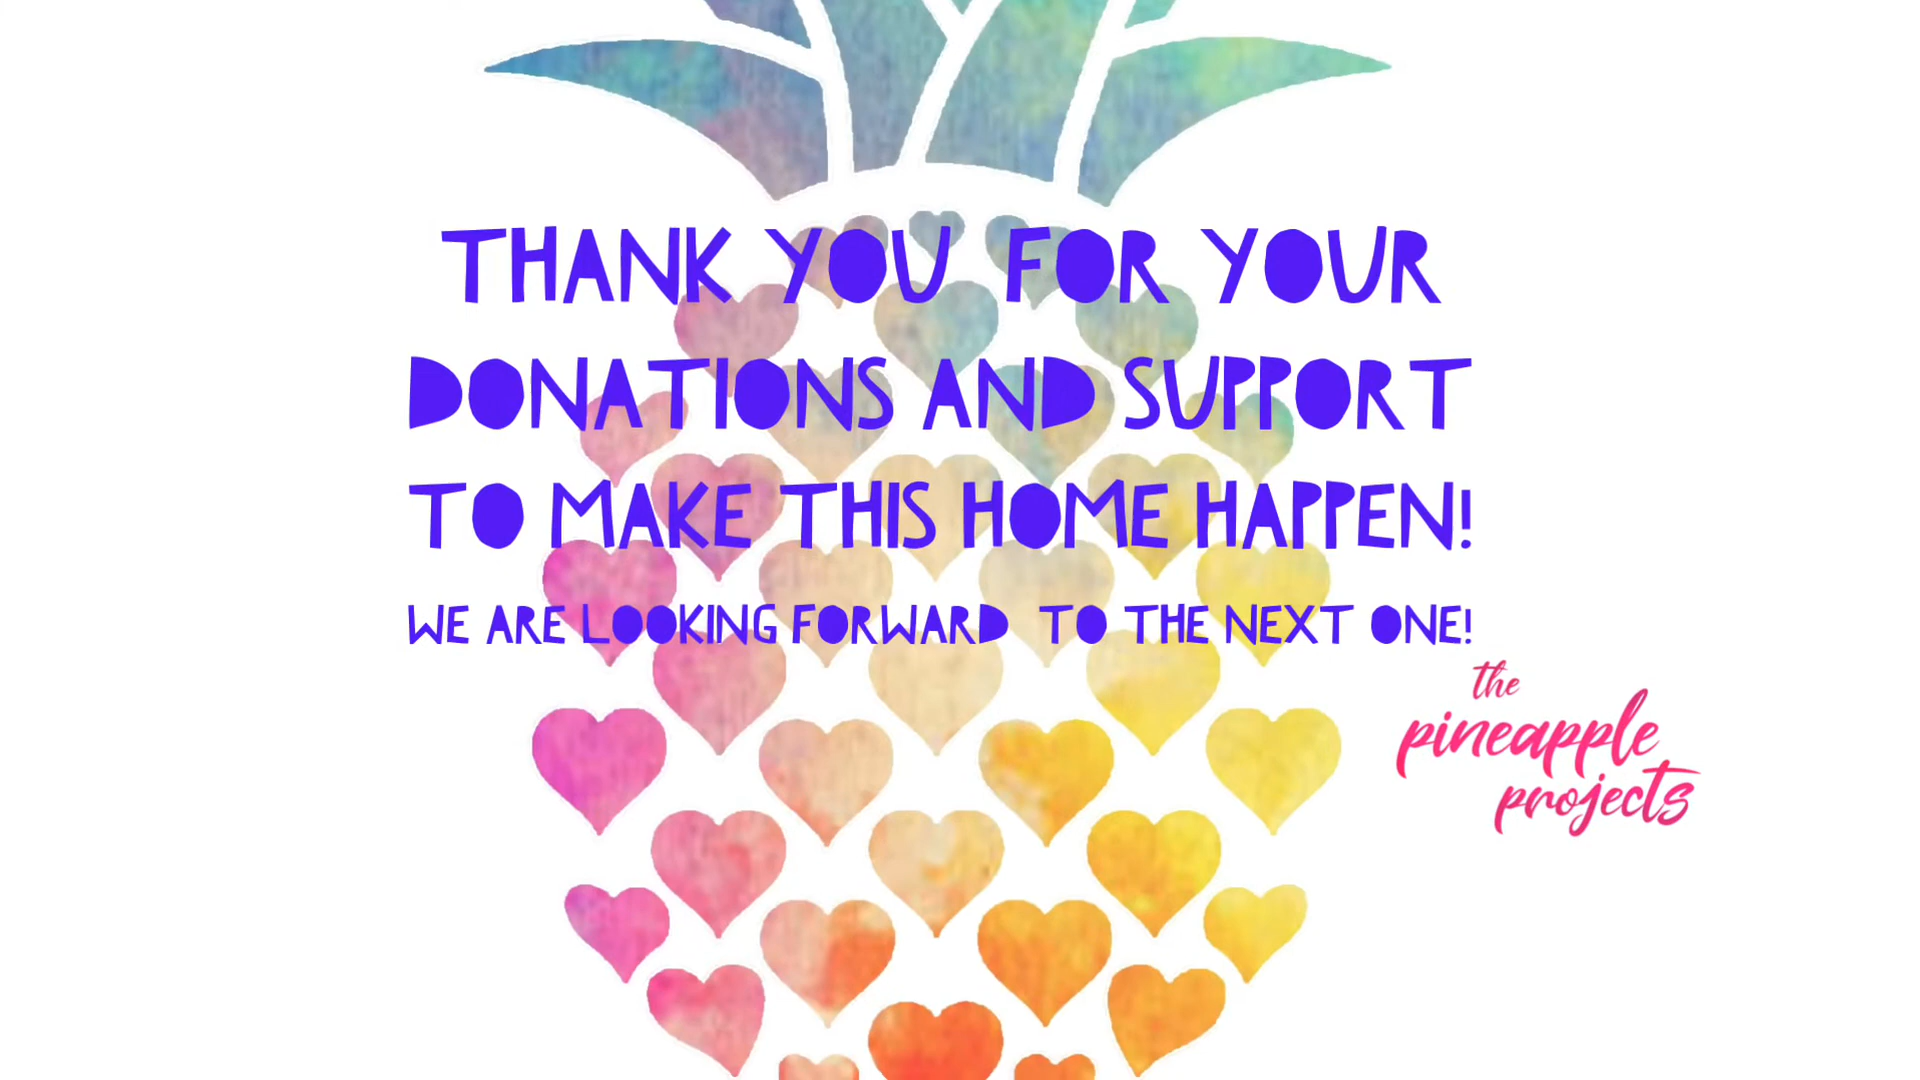 THANK YOU FOR YOUR
DONATIONS AND SUPPORT
TO MAKE THIS HOME HAPPEN!
WE ARE LOOKING FORWARD TO THE NEXT ONE!
the
pineapple
projects